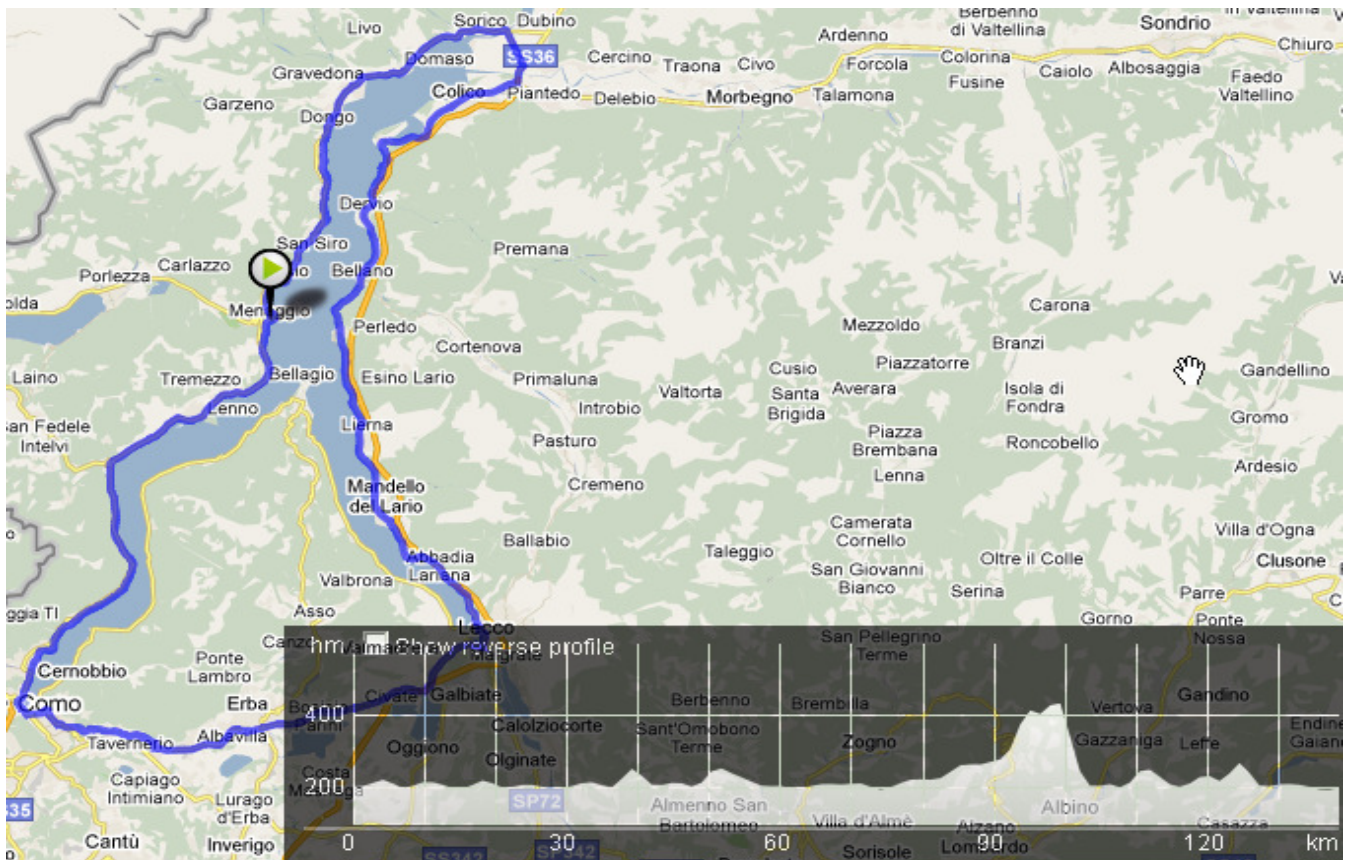 Livo
Sorico Dubino
Berbenno
di Valtellina
Sondrio
Ardenno
Chiuro
Domaso
SS36
Cercino
Traona
Civo
Forcola
Colorina
Caiolo
Albosaggia
Gravedona
Fusine
Faedo
Valtellino
Garzeno
Colico
Piantedo
Delebio
Morbegno
Talamona
Dongo
Dervio
San Siro
Premana
Porlezza
Carlazzo
Bellano
Menaggio
Perledo
Carona
Mezzoldo
Branzi
Cortenova
Laino
Tremezzo
Bellagio
Esino Lario
Primaluna
Valtorta
Cusio
Piazzatorre
Gandellino
Santa
Brigida
Averara
Isola di
Fondra
Lenno
Introbio
Gromo
Lierna
Intelvi
Pasturo
Piazza
Brembana
Roncobello
Lenna
Ardesio
Mandello
del Lario
Cremeno
Camerata
Cornello
Villa d'Ogna
Ballabio
Taleggio
Oltre il Colle
Clusone
Abbadia
Lariana
Valbrona
San Giovanni
Bianco
Serina
Parre
Asso
Gorno
Ponte
Nossa
Lecco
hm
Show reverse profile
Malgrate
San Pellegrino
Terme
Ponte
Lambro
Cernobbio
Como
Erba
Civate
Galbiate
Berbenno
Brembilla
Gandino
Vertova
400
Calolziocorte
Sant'Omobono
Terme
Zogno
Gazzaniga
Leffe
Tavernerio
Albavilla
Oggiono
Olginate
Capiago
Intimiano
Lurago
d'Erba
200
SP72
Almenno San
Bartolomeo
Villa d'Almè
Albino
Alzano
Lombardo
Casazza
Cantù
Inverigo
0
30
60
90
120
km
SS342
SP342
Sorisole